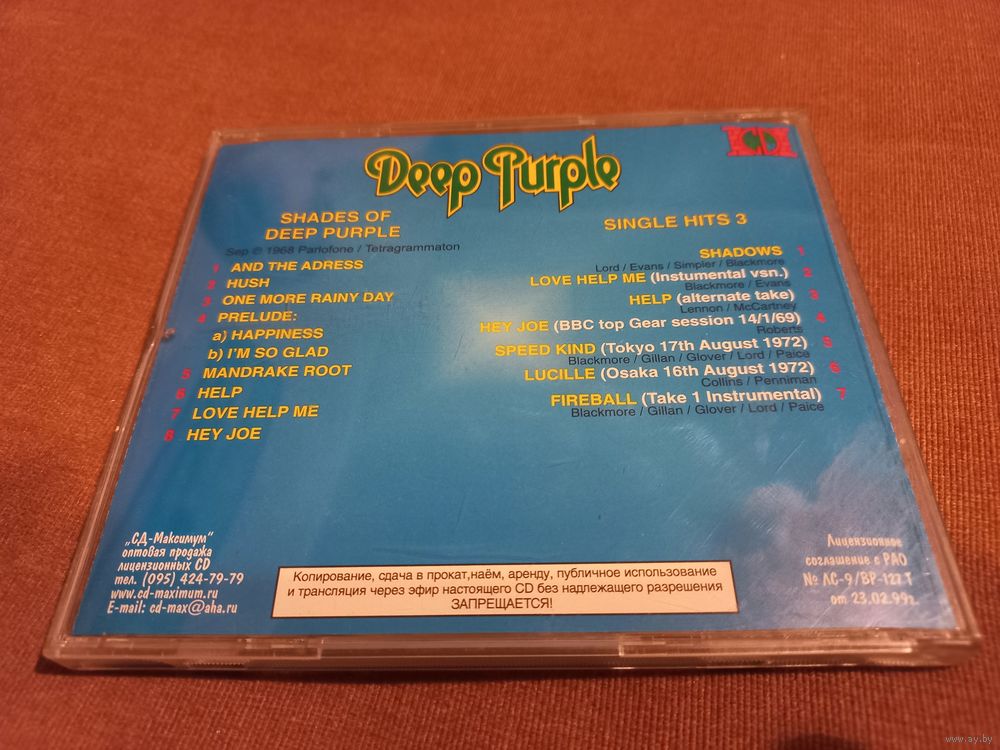 Deep Purple
CD
SHADES OF
DEEP PURPLE
Sep © 1968 Parlofone / Tetragrammaton
1 AND THE ADRESS
2 HUSH
3 ONE MORE RAINY DAY
4 PRELUDE:
a) HAPPINESS
b) I'M SO GLAD
5 MANDRAKE ROOT
6 HELP
7 LOVE HELP ME
8 HEY JOE
SINGLE HITS 3
SHADOWS 1
Lord / Evans / Simpier / Blackmore
LOVE HELP ME (Instumental vsn.) 2
Blackmore / Evans
HELP (alternate take) 3
Lennon / McCartney
HEY JOE (BBC top Gear session 14/1/69) 4
Roberts
SPEED KIND (Tokyo 17th August 1972) 5
Blackmore / Gillan / Glover / Lord / Paice
LUCILLE (Osaka 16th August 1972) 6
Collins / Penniman
FIREBALL (Take 1 Instrumental) 7
Blackmore / Gillan / Glover / Lord / Paice
„СД-Максимум"
оптовая продажа
лицензионных CD
тел. (095) 424-79-79
www.cd-maximum.ru
E-mail: cd-max@aha.ru
Копирование, сдача в прокат,наём, аренду, публичное использование
и трансляция через эфир настоящего CD без надлежащего разрешения
ЗАПРЕЩАЕТСЯ!
Лицензионное
соглашение с РАО
№ ЛС-9/ВР-127.Т
от 23.02.99г.
www.ay.by